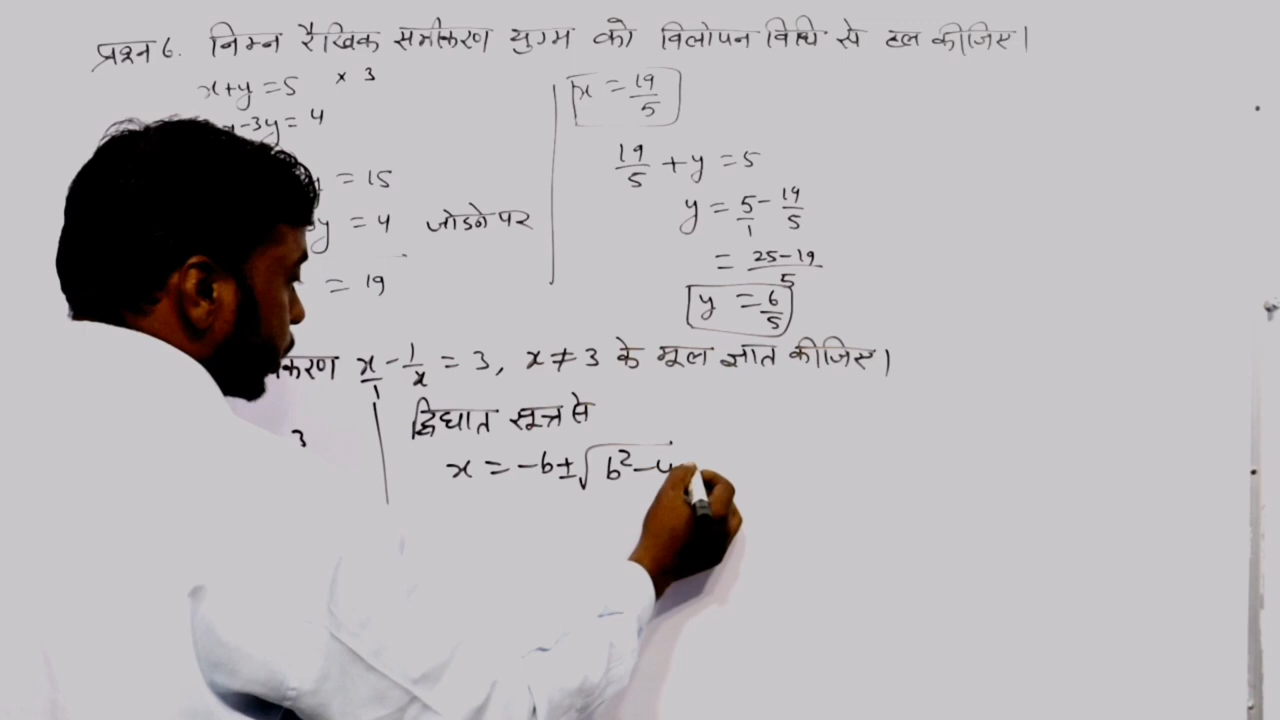 प्रश्न 6. निम्न रैखिक समीकरण युग्म को विलोपन विधि से हल कीजिए।
x+y = 5 × 3
-3y = 4
y = 15
y = 4 जोडने पर
= 19
x = 19/5
19/5 + y = 5
y = 5/1 - 19/5
= 25-19/5
y = 6/5
करण x/1 - 1/x = 3, x ≠ 3 के मूल ज्ञात कीजिए।
3
द्विघात सूत्र से
x = -b ± √b² - 4